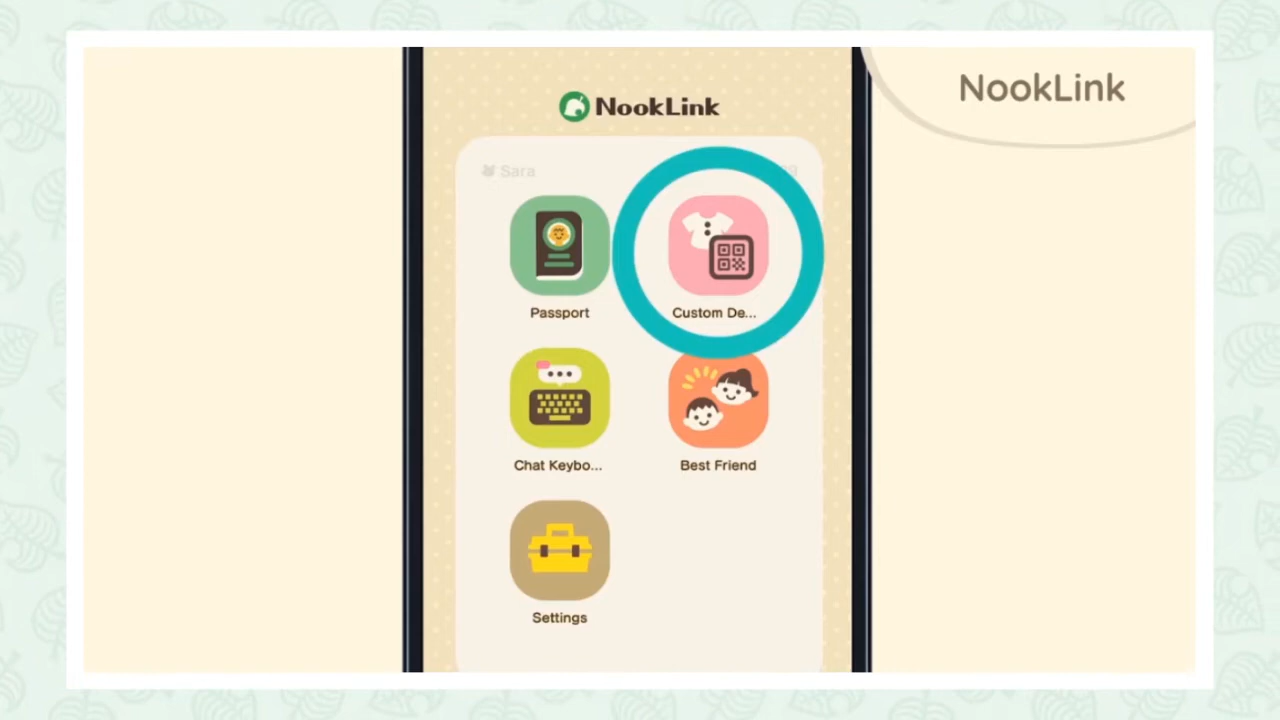 NookLink
NookLink
Sara
Passport
Custom De...
Chat Keybo...
Best Friend
Settings